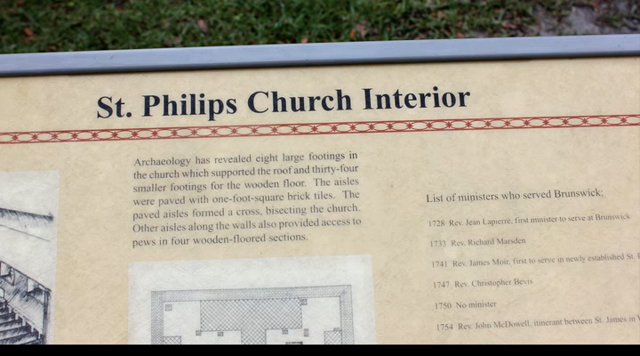 St. Philips Church Interior
Archaeology has revealed eight large footings in
the church which supported the roof and thirty-four
smaller footings for the wooden floor. The aisles
were paved with one-foot-square brick tiles. The
paved aisles formed a cross, bisecting the church.
Other aisles along the walls also provided access to
pews in four wooden-floored sections.
List of ministers who served Brunswick:
1728 Rev. Jean Lapierre, first minister to serve at Brunswick
1733 Rev. Richard Marsden
1741 Rev. James Moir, first to serve in newly established St.
1747 Rev. Christopher Bevis
1750 No minister
1754 Rev. John McDowell, itinerant between St. James in